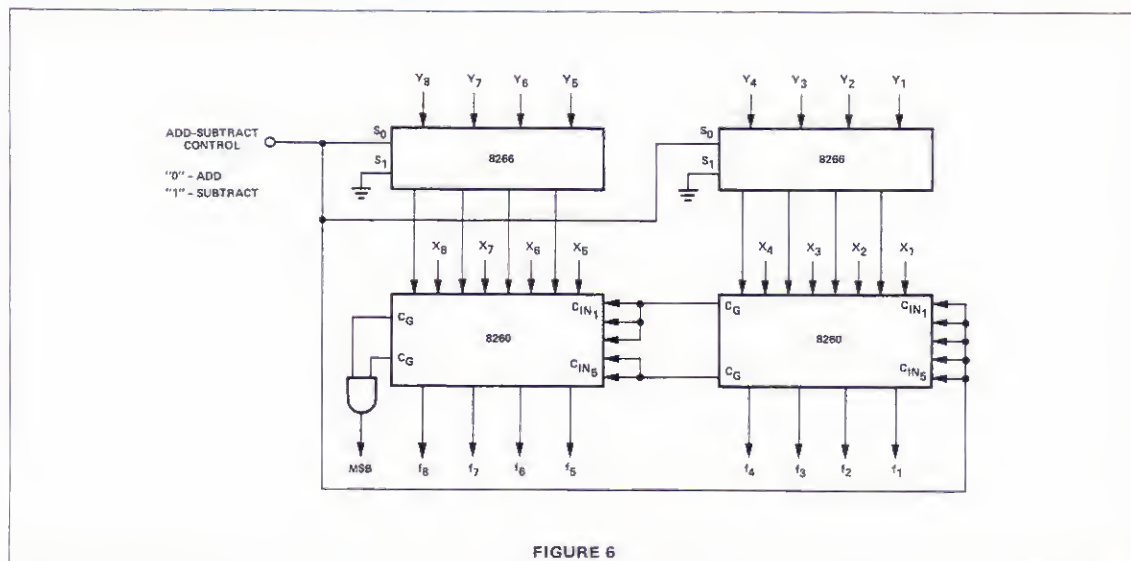 Y8 Y7 Y6 Y5 Y4 Y3 Y2 Y1
ADD-SUBTRACT
CONTROL
"0" - ADD
"1" - SUBTRACT
S0 8266 S1
S0 8266 S1
X8 X7 X6 X5 X4 X3 X2 X1
CG CIN1 CG CIN1
8260 8260
CG CIN5 CG CIN5
MSB f8 f7 f6 f5 f4 f3 f2 f1
FIGURE 6